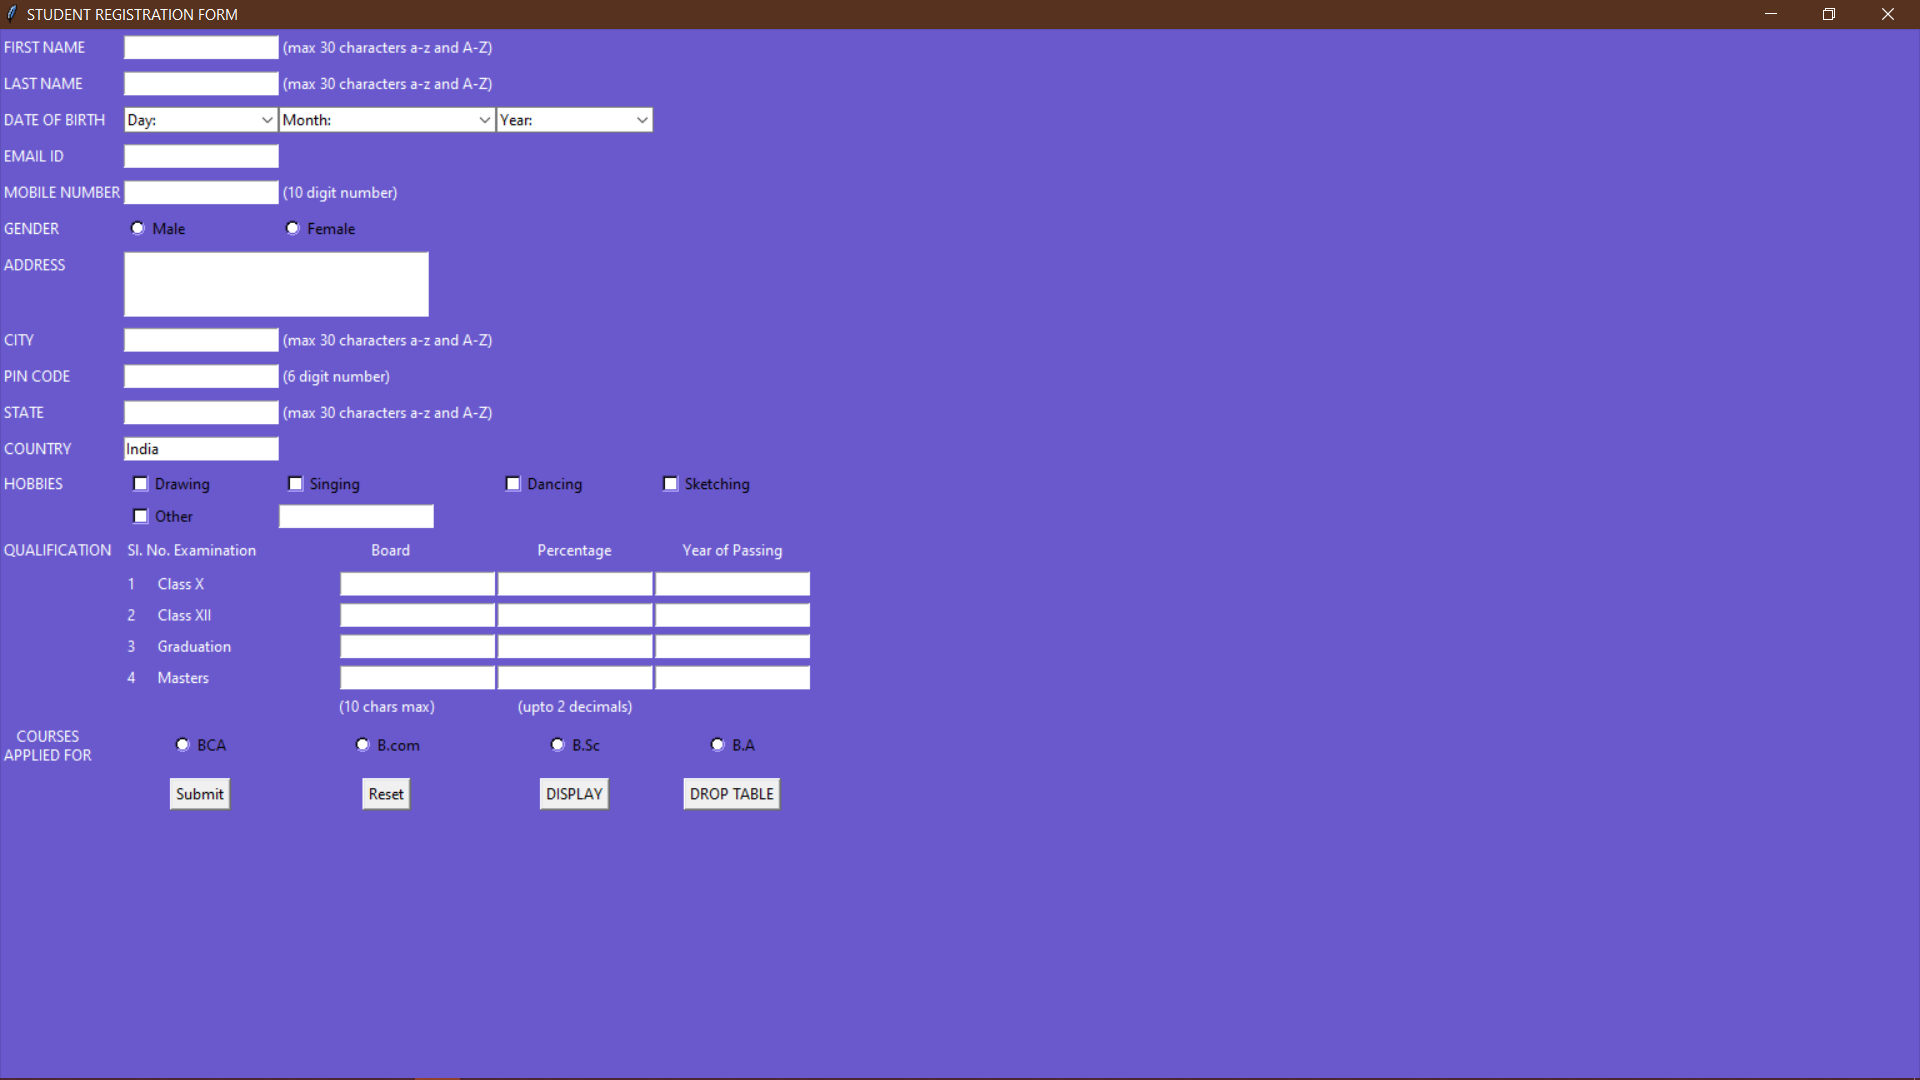 STUDENT REGISTRATION FORM
FIRST NAME (max 30 characters a-z and A-Z)
LAST NAME (max 30 characters a-z and A-Z)
DATE OF BIRTH Day: Month: Year:
EMAIL ID
MOBILE NUMBER (10 digit number)
GENDER Male Female
ADDRESS
CITY (max 30 characters a-z and A-Z)
PIN CODE (6 digit number)
STATE (max 30 characters a-z and A-Z)
COUNTRY India
HOBBIES Drawing Singing Dancing Sketching
Other
QUALIFICATION Sl. No. Examination Board Percentage Year of Passing
1 Class X
2 Class XII
3 Graduation
4 Masters
(10 chars max) (upto 2 decimals)
COURSES
APPLIED FOR BCA B.com B.Sc B.A
Submit Reset DISPLAY DROP TABLE